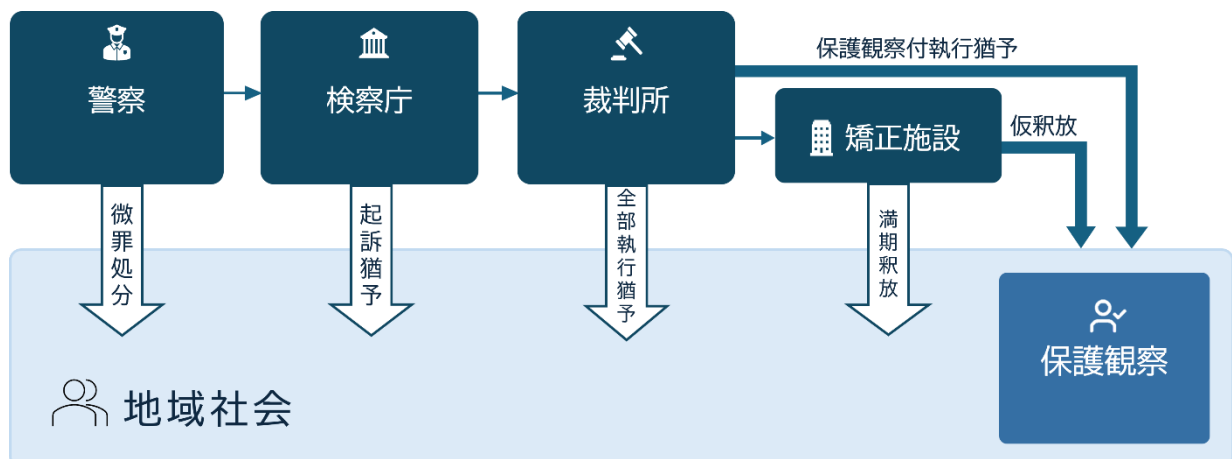 警察
検察庁
裁判所
保護観察付執行猶予
矯正施設
仮釈放
微罪処分
起訴猶予
全部執行猶予
満期釈放
保護観察
地域社会